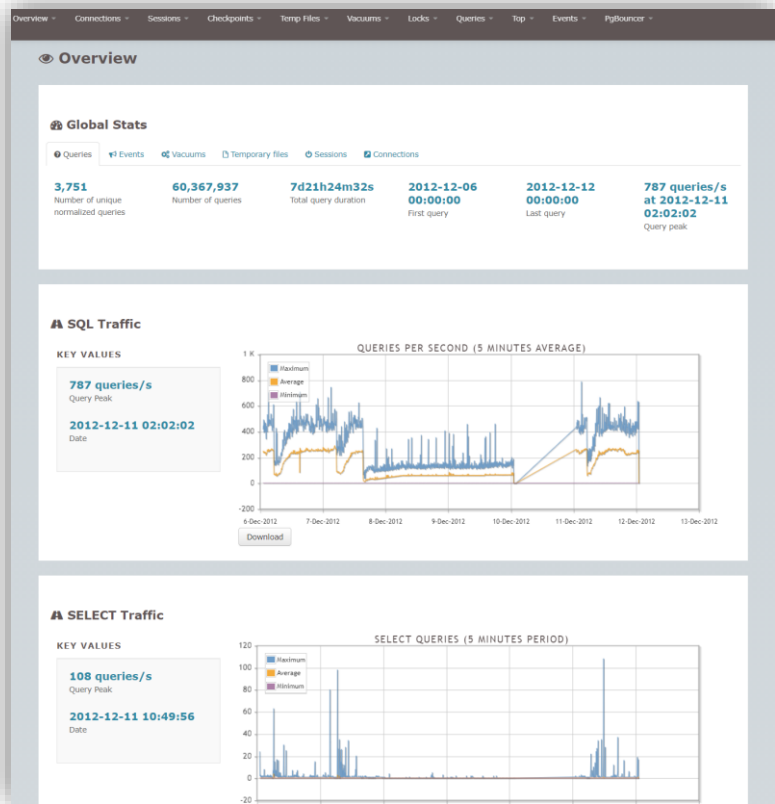 Overview Connections Sessions Checkpoints Temp Files Vacuums Locks Queries Top Events PgBouncer
Overview
Global Stats
Queries Events Vacuums Temporary files Sessions Connections
3,751
Number of unique
normalized queries
60,367,937
Number of queries
7d21h24m32s
Total query duration
2012-12-06
00:00:00
First query
2012-12-12
00:00:00
Last query
787 queries/s
at 2012-12-11
02:02:02
Query peak
SQL Traffic
KEY VALUES
787 queries/s
Query Peak
2012-12-11 02:02:02
Date
QUERIES PER SECOND (5 MINUTES AVERAGE)
1 K
800
600
400
200
0
-200
Maximum
Average
Minimum
6-Dec-2012 7-Dec-2012 8-Dec-2012 9-Dec-2012 10-Dec-2012 11-Dec-2012 12-Dec-2012 13-Dec-2012
Download
SELECT Traffic
KEY VALUES
108 queries/s
Query Peak
2012-12-11 10:49:56
Date
SELECT QUERIES (5 MINUTES PERIOD)
120
100
80
60
40
20
0
-20
Maximum
Average
Minimum